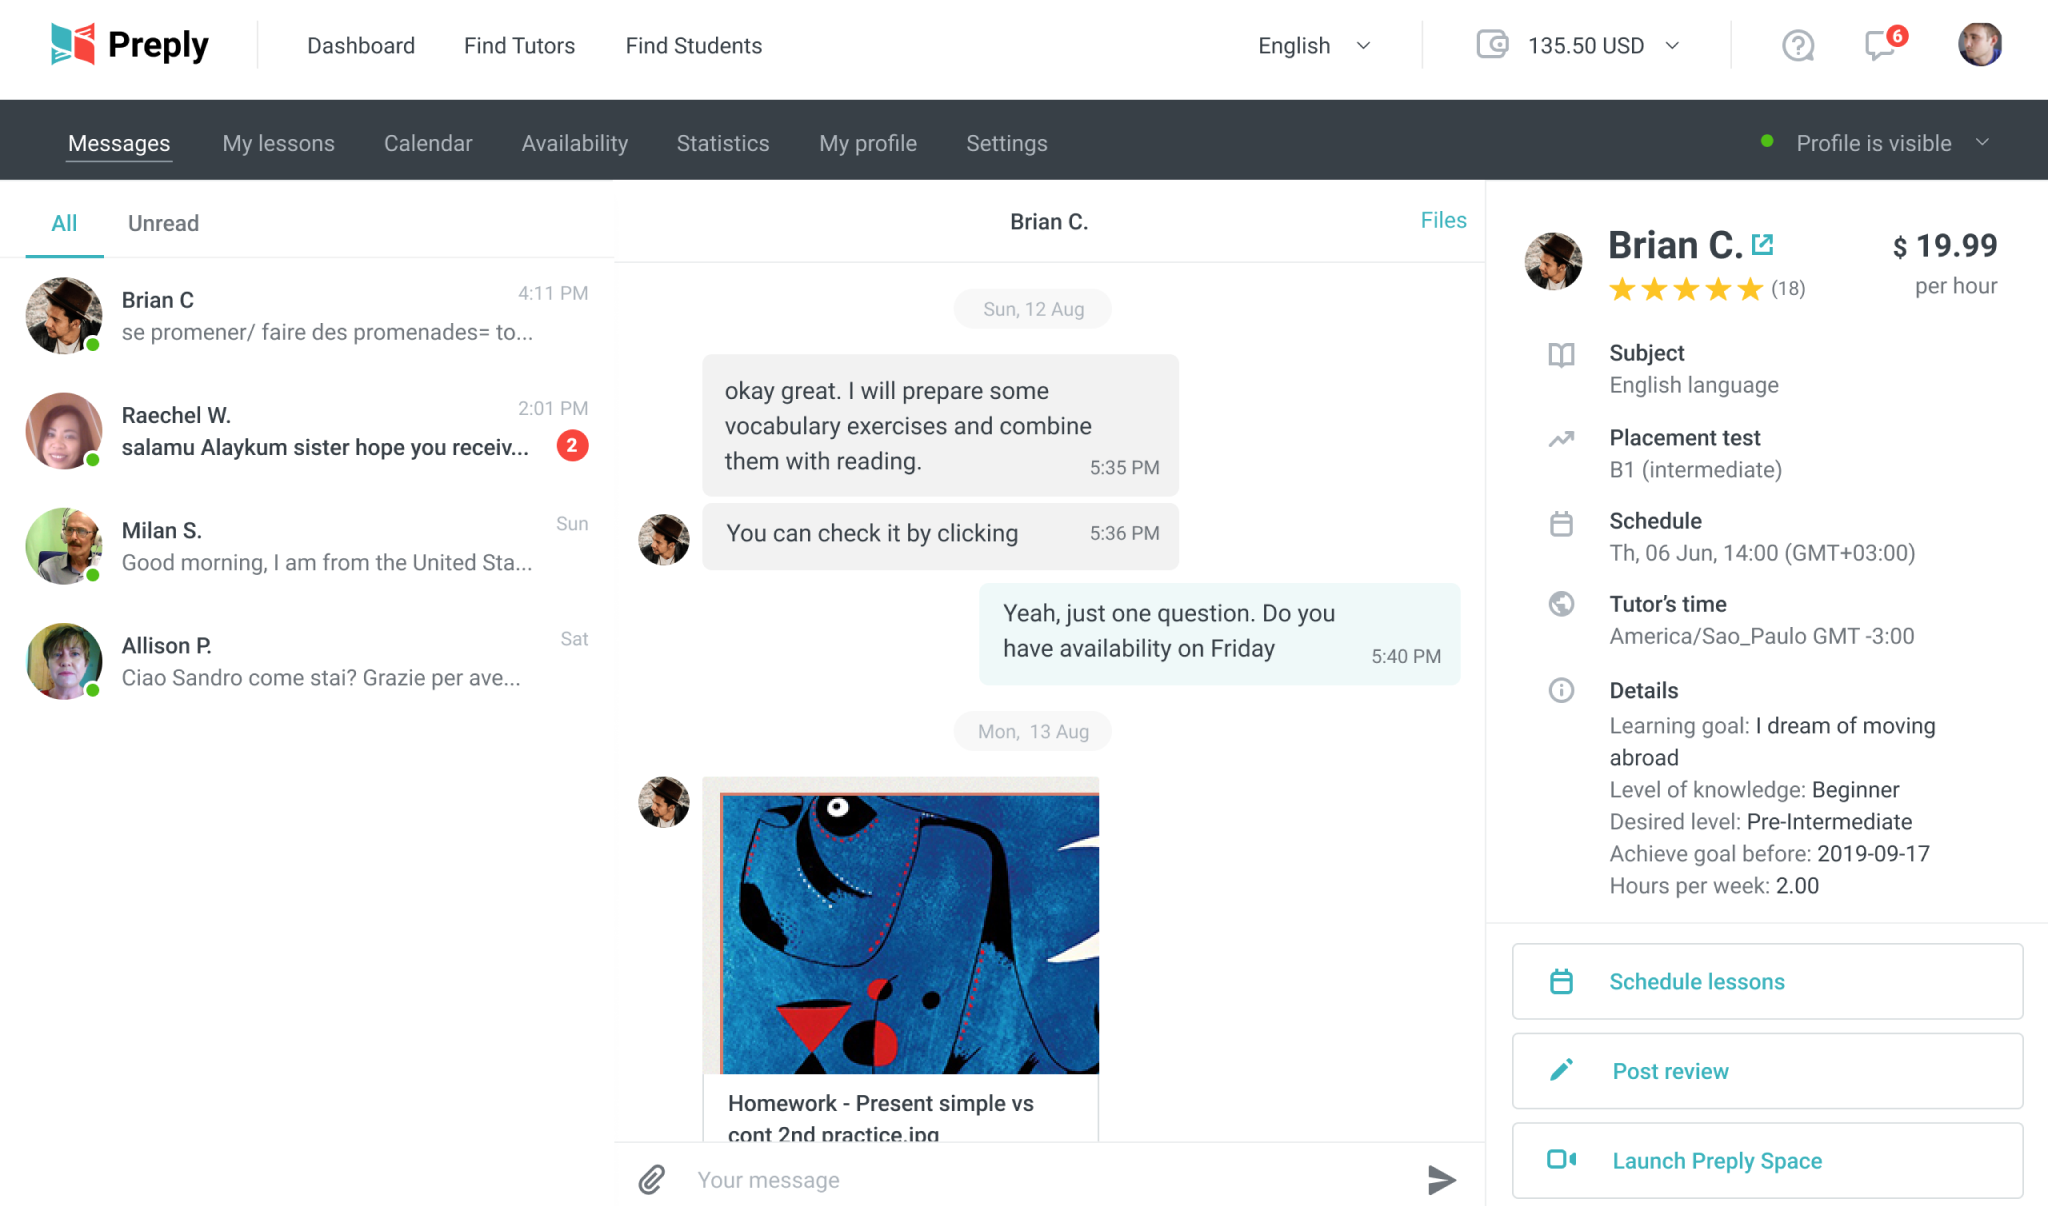 Preply
Dashboard
Find Tutors
Find Students
English
135.50 USD
6
Messages
My lessons
Calendar
Availability
Statistics
My profile
Settings
Profile is visible
All
Unread
Brian C
4:11 PM
se promener/ faire des promenades= to...
Raechel W.
2:01 PM
salamu Alaykum sister hope you receiv...
2
Milan S.
Sun
Good morning, I am from the United Sta...
Allison P.
Sat
Ciao Sandro come stai? Grazie per ave...
Brian C.
Files
Sun, 12 Aug
okay great. I will prepare some
vocabulary exercises and combine
them with reading.
5:35 PM
You can check it by clicking
5:36 PM
Yeah, just one question. Do you
have availability on Friday
5:40 PM
Mon, 13 Aug
Homework - Present simple vs
cont 2nd practice.jpg
Your message
Brian C.
$ 19.99
(18)
per hour
Subject
English language
Placement test
B1 (intermediate)
Schedule
Th, 06 Jun, 14:00 (GMT+03:00)
Tutor’s time
America/Sao_Paulo GMT -3:00
Details
Learning goal: I dream of moving
abroad
Level of knowledge: Beginner
Desired level: Pre-Intermediate
Achieve goal before: 2019-09-17
Hours per week: 2.00
Schedule lessons
Post review
Launch Preply Space